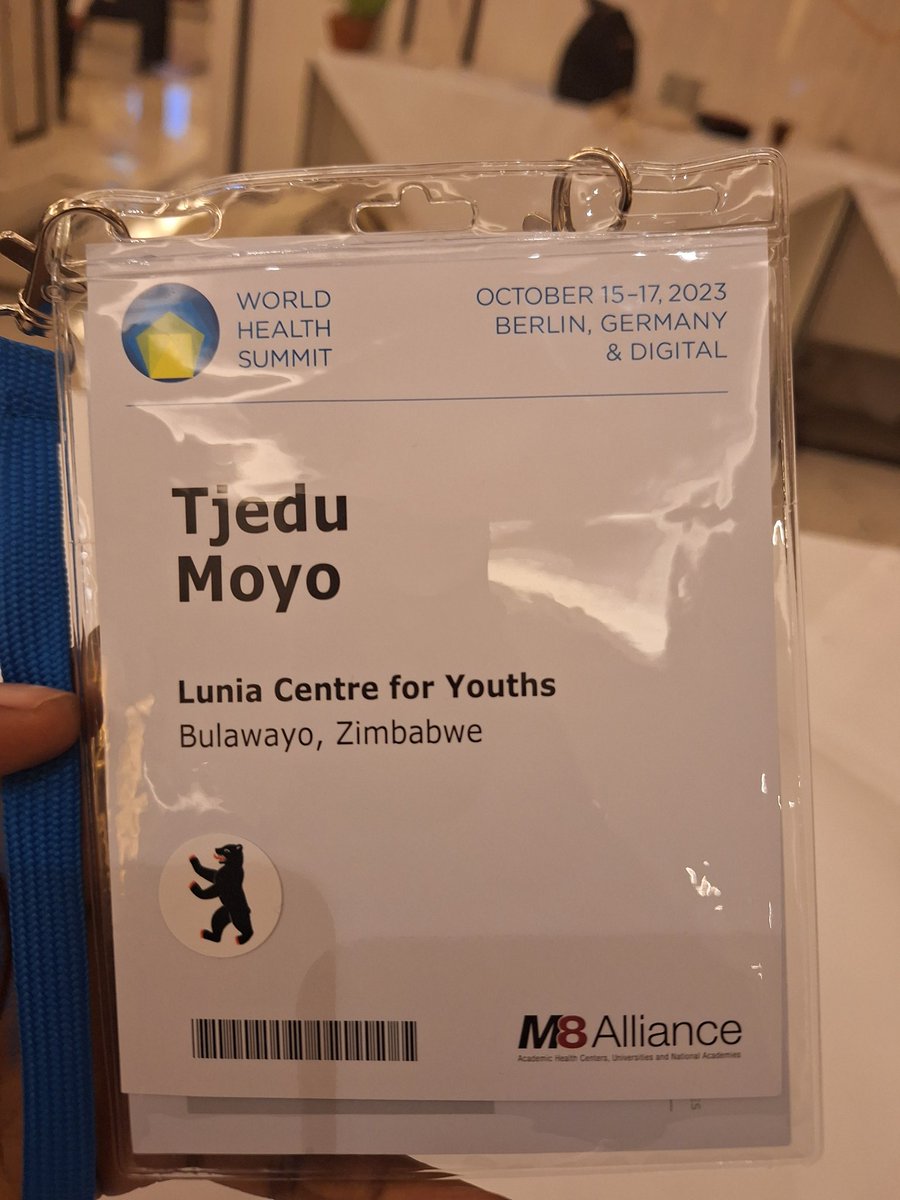 WORLD
HEALTH
SUMMIT
OCTOBER 15–17, 2023
BERLIN, GERMANY
& DIGITAL
Tjedu
Moyo
Lunia Centre for Youths
Bulawayo, Zimbabwe
M8 Alliance
Academic Health Centers, Universities and National Academies